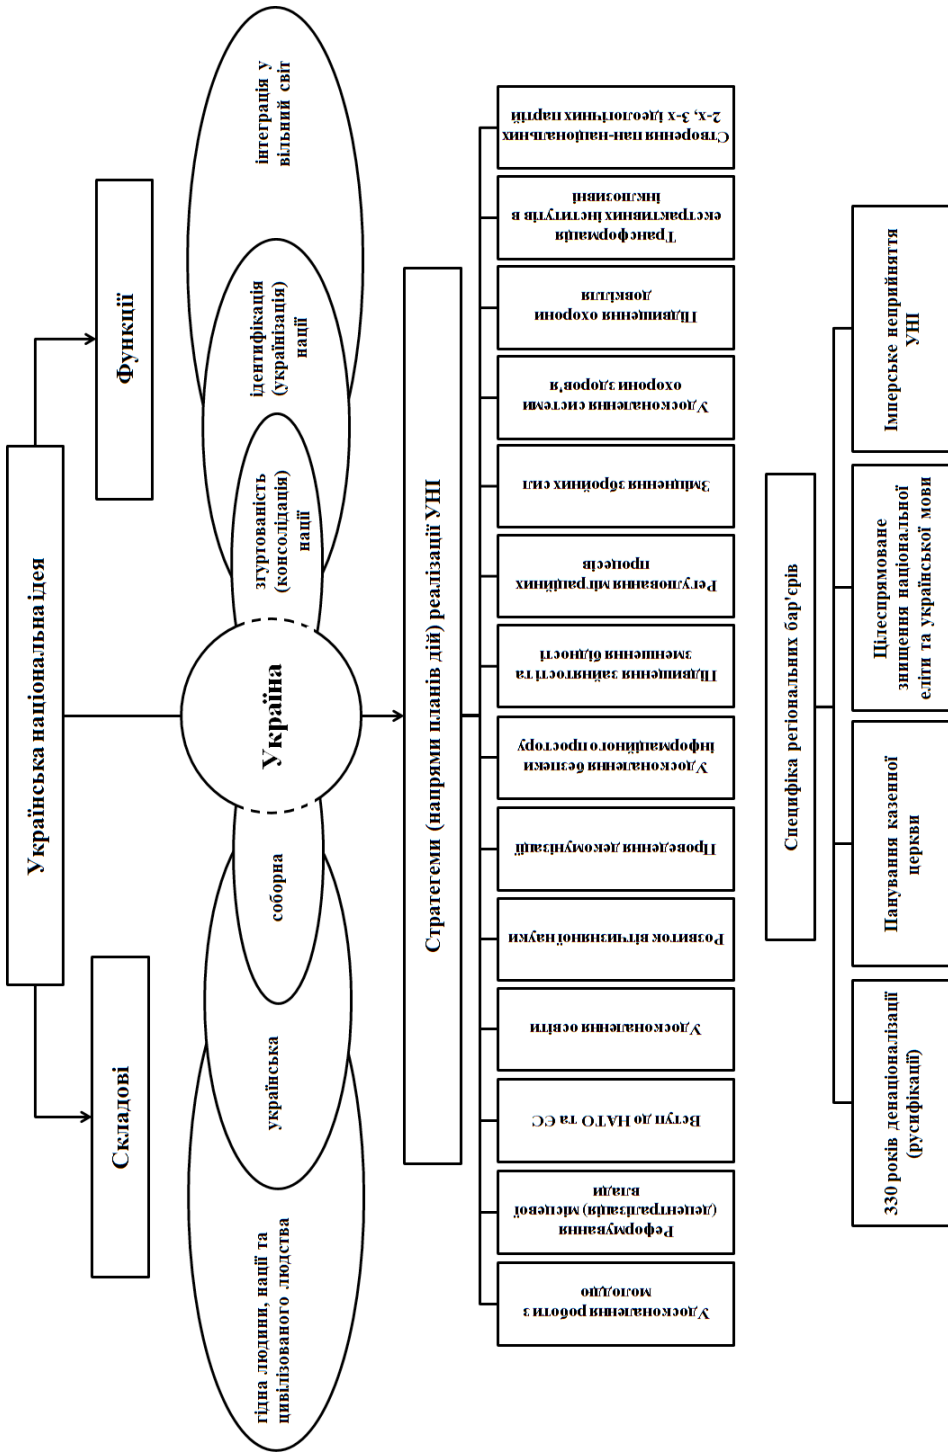 Українська національна ідея
Складові
Функції
гідна людини, нації та
цивілізованого людства
українська
соборна
Україна
згуртованість
(консолідація)
нації
ідентифікація
(українізація)
нації
інтеграція у
вільний світ
Стратегеми (напрями планів дій) реалізації УНІ
Удосконалення роботи з
молоддю
Реформування
(децентралізація) місцевої
влади
Вступ до НАТО та ЄС
Удосконалення освіти
Розвиток вітчизняної науки
Проведення декомунізації
Удосконалення безпеки
інформаційного простору
Підвищення зайнятості та
зменшення бідності
Регулювання міграційних
процесів
Зміцнення збройних сил
Удосконалення системи
охорони здоров'я
Підвищення охорони
довкілля
Трансформація
екстрактивних інститутів в
інклюзивні
Створення пан-національних
2-х, 3-х ідеологічних партій
Специфіка регіональних бар'єрів
330 років денаціоналізації
(русифікації)
Панування казенної
церкви
Цілеспрямоване
знищення національної
еліти та української мови
Імперське неприйняття
УНІ